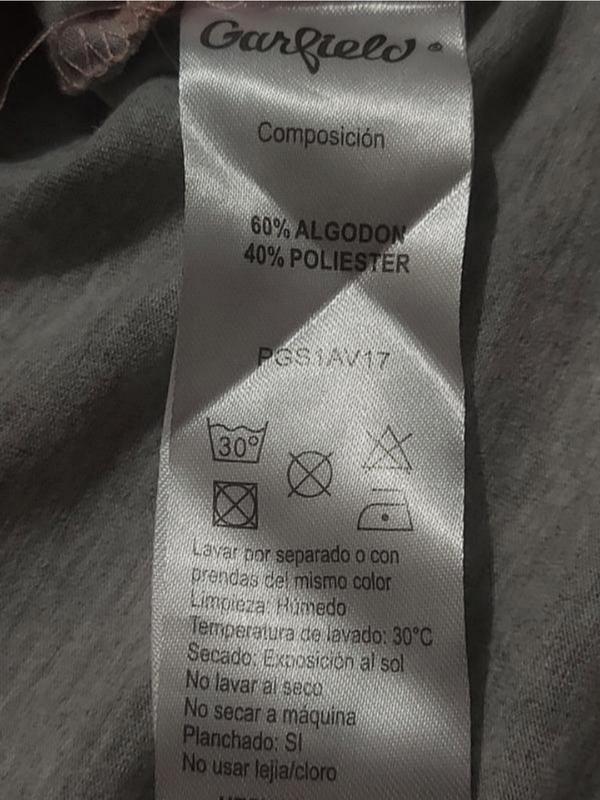 Garfield®
Composición
60% ALGODON
40% POLIESTER
PGS1AV17
30°
Lavar por separado o con
prendas del mismo color
Limpieza: Húmedo
Temperatura de lavado: 30°C
Secado: Exposición al sol
No lavar al seco
No secar a máquina
Planchado: SI
No usar lejia/cloro